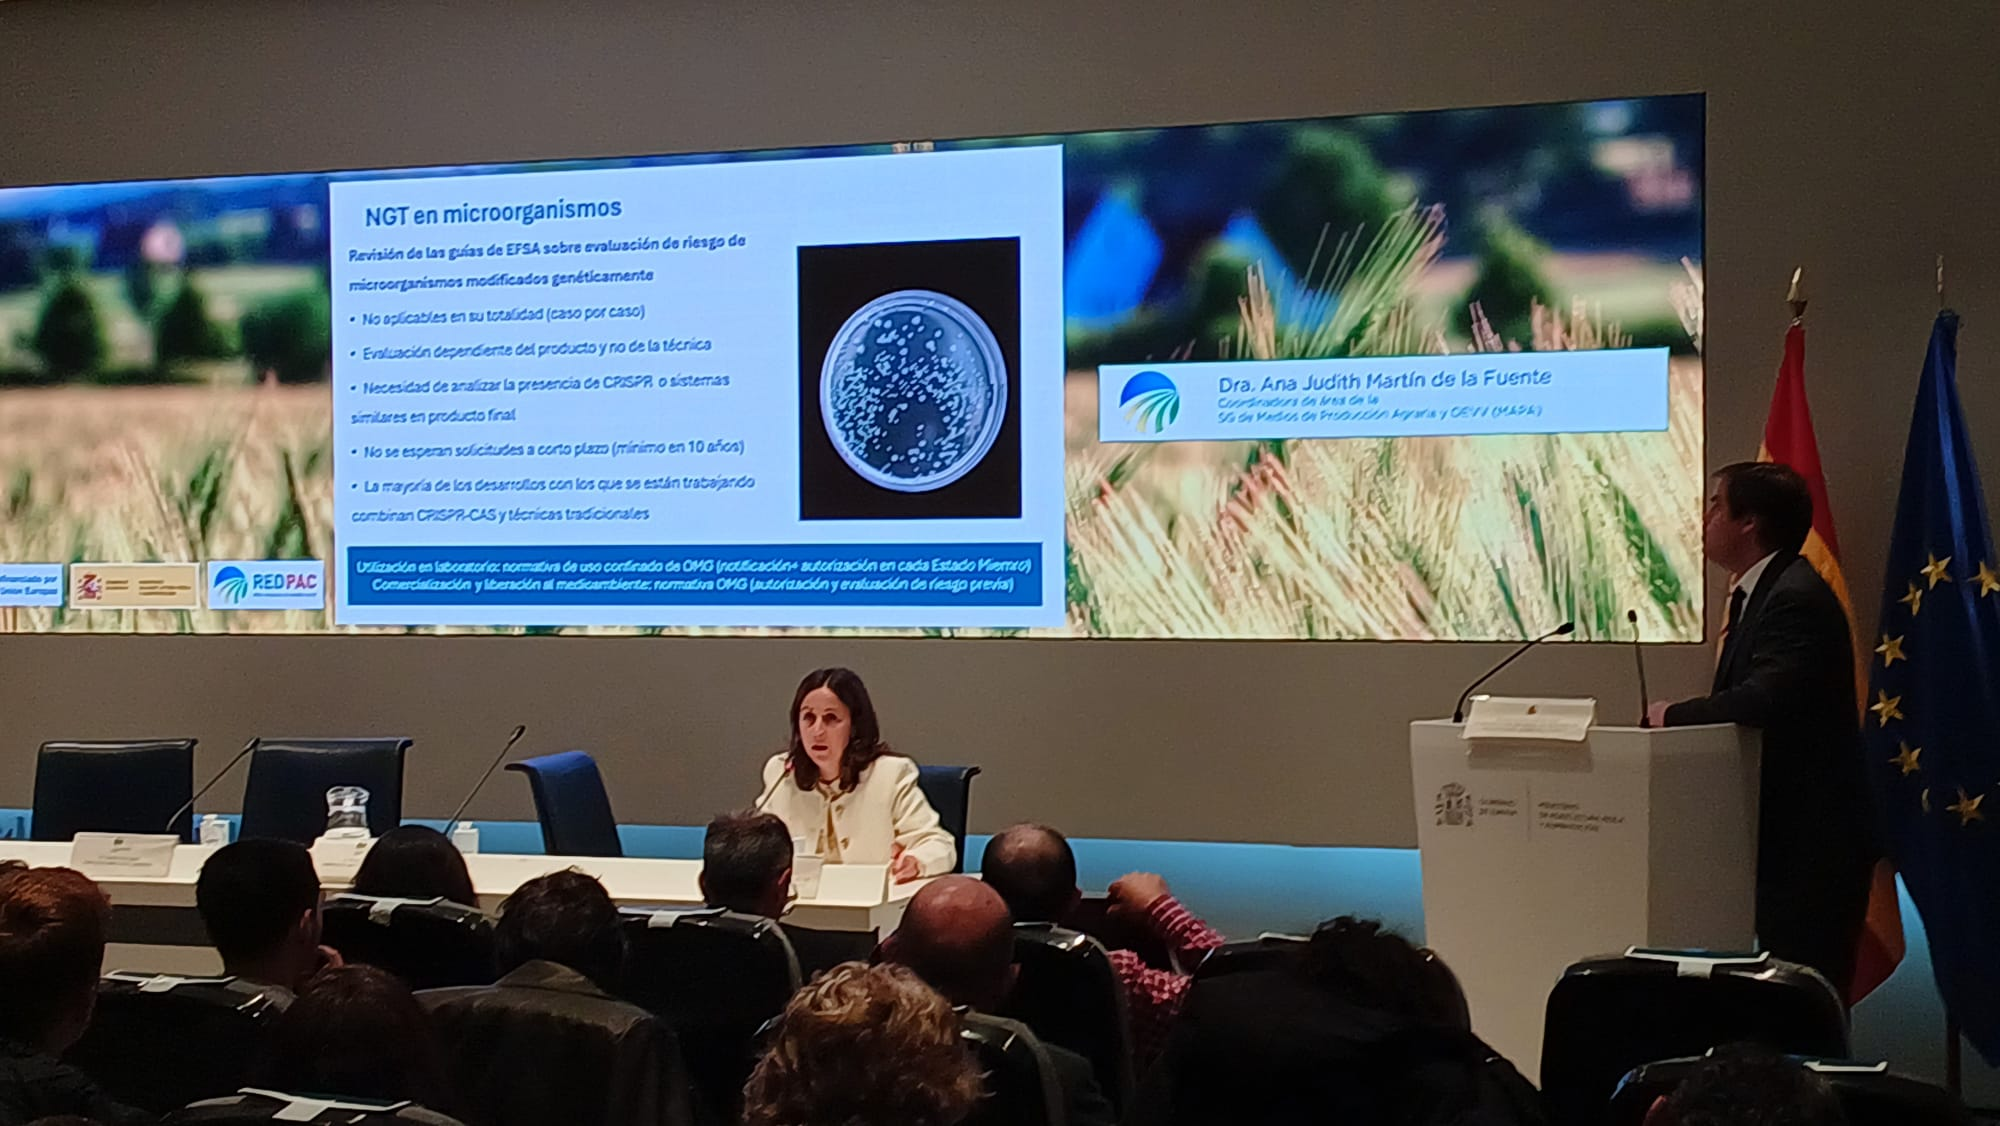 NGT en microorganismos
Revisión de las guías de EFSA sobre evaluación de riesgo de
microorganismos modificados genéticamente
• No aplicables en su totalidad (caso por caso)
• Evaluación dependiente del producto y no de la técnica
• Necesidad de analizar la presencia de CRISPR o sistemas
similares en producto final
• No se esperan solicitudes a corto plazo (mínimo en 10 años)
• La mayoría de los desarrollos con los que se están trabajando
combinan CRISPR-CAS y técnicas tradicionales
Utilización en laboratorio: normativa de uso confinado de OMG (notificación+ autorización en cada Estado Miemro)
Comercialización y liberación al medioambiente: normativa OMG (autorización y evaluación de riesgo previa)
Dra. Ana Judith Martín de la Fuente
Coordinadora de Área de la
SG de Medios de Producción Agraria y OEVV (MAPA)
REDPAC